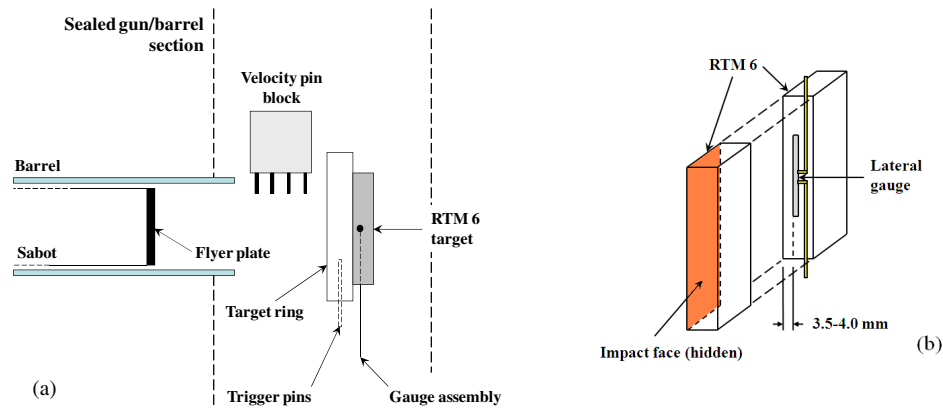 Sealed gun/barrel
section
Velocity pin
block
Barrel
Sabot
Flyer plate
RTM 6
target
Target ring
Trigger pins
Gauge assembly
(a)
RTM 6
Lateral
gauge
3.5-4.0 mm
Impact face (hidden)
(b)